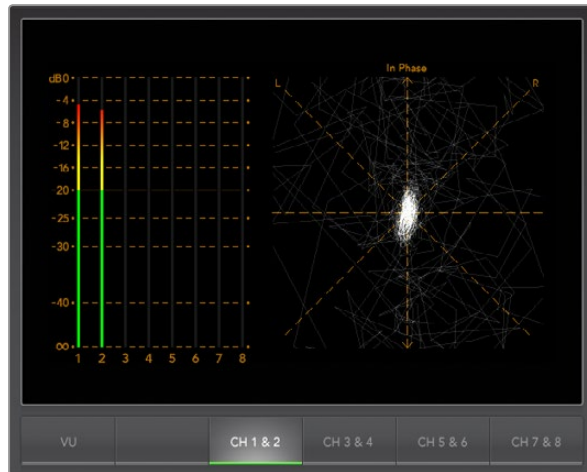 In Phase
dB0
L
R
-4
-8
-12
-16
-20
-25
-30
-40
∞
1 2 3 4 5 6 7 8
VU
CH 1 & 2
CH 3 & 4
CH 5 & 6
CH 7 & 8